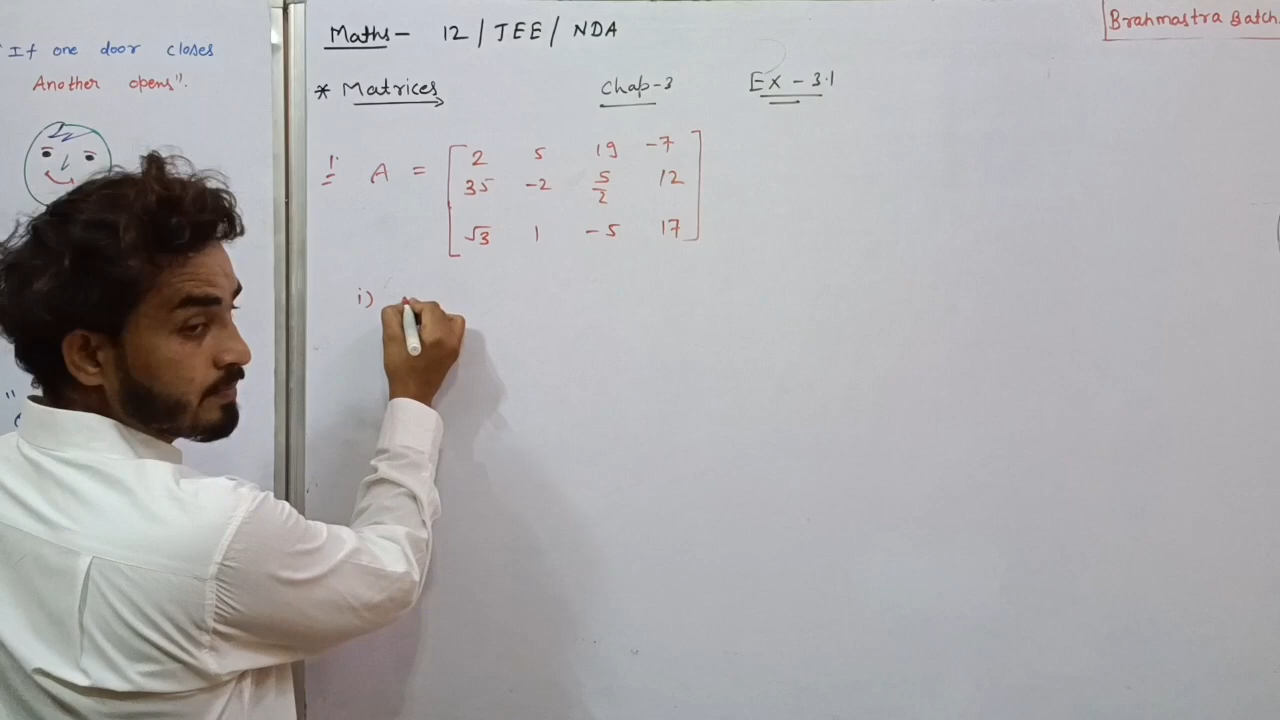 "If one door closes
Another opens".
Maths - 12 / JEE / NDA
Brahmastra Batch
* Matrices Chap-3 Ex - 3.1
1. A = [ 2 5 19 -7
35 -2 5/2 12
√3 1 -5 17 ]
i)
"